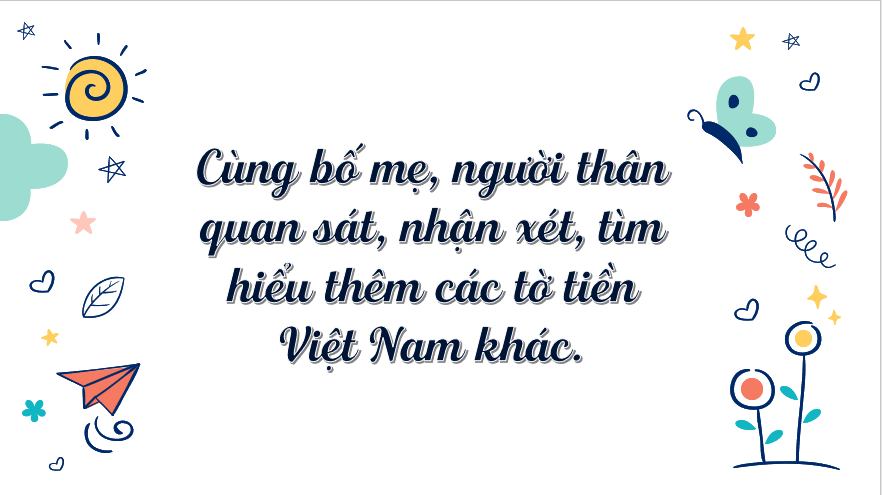 Cùng bố mẹ, người thân
quan sát, nhận xét, tìm
hiểu thêm các tờ tiền
Việt Nam khác.